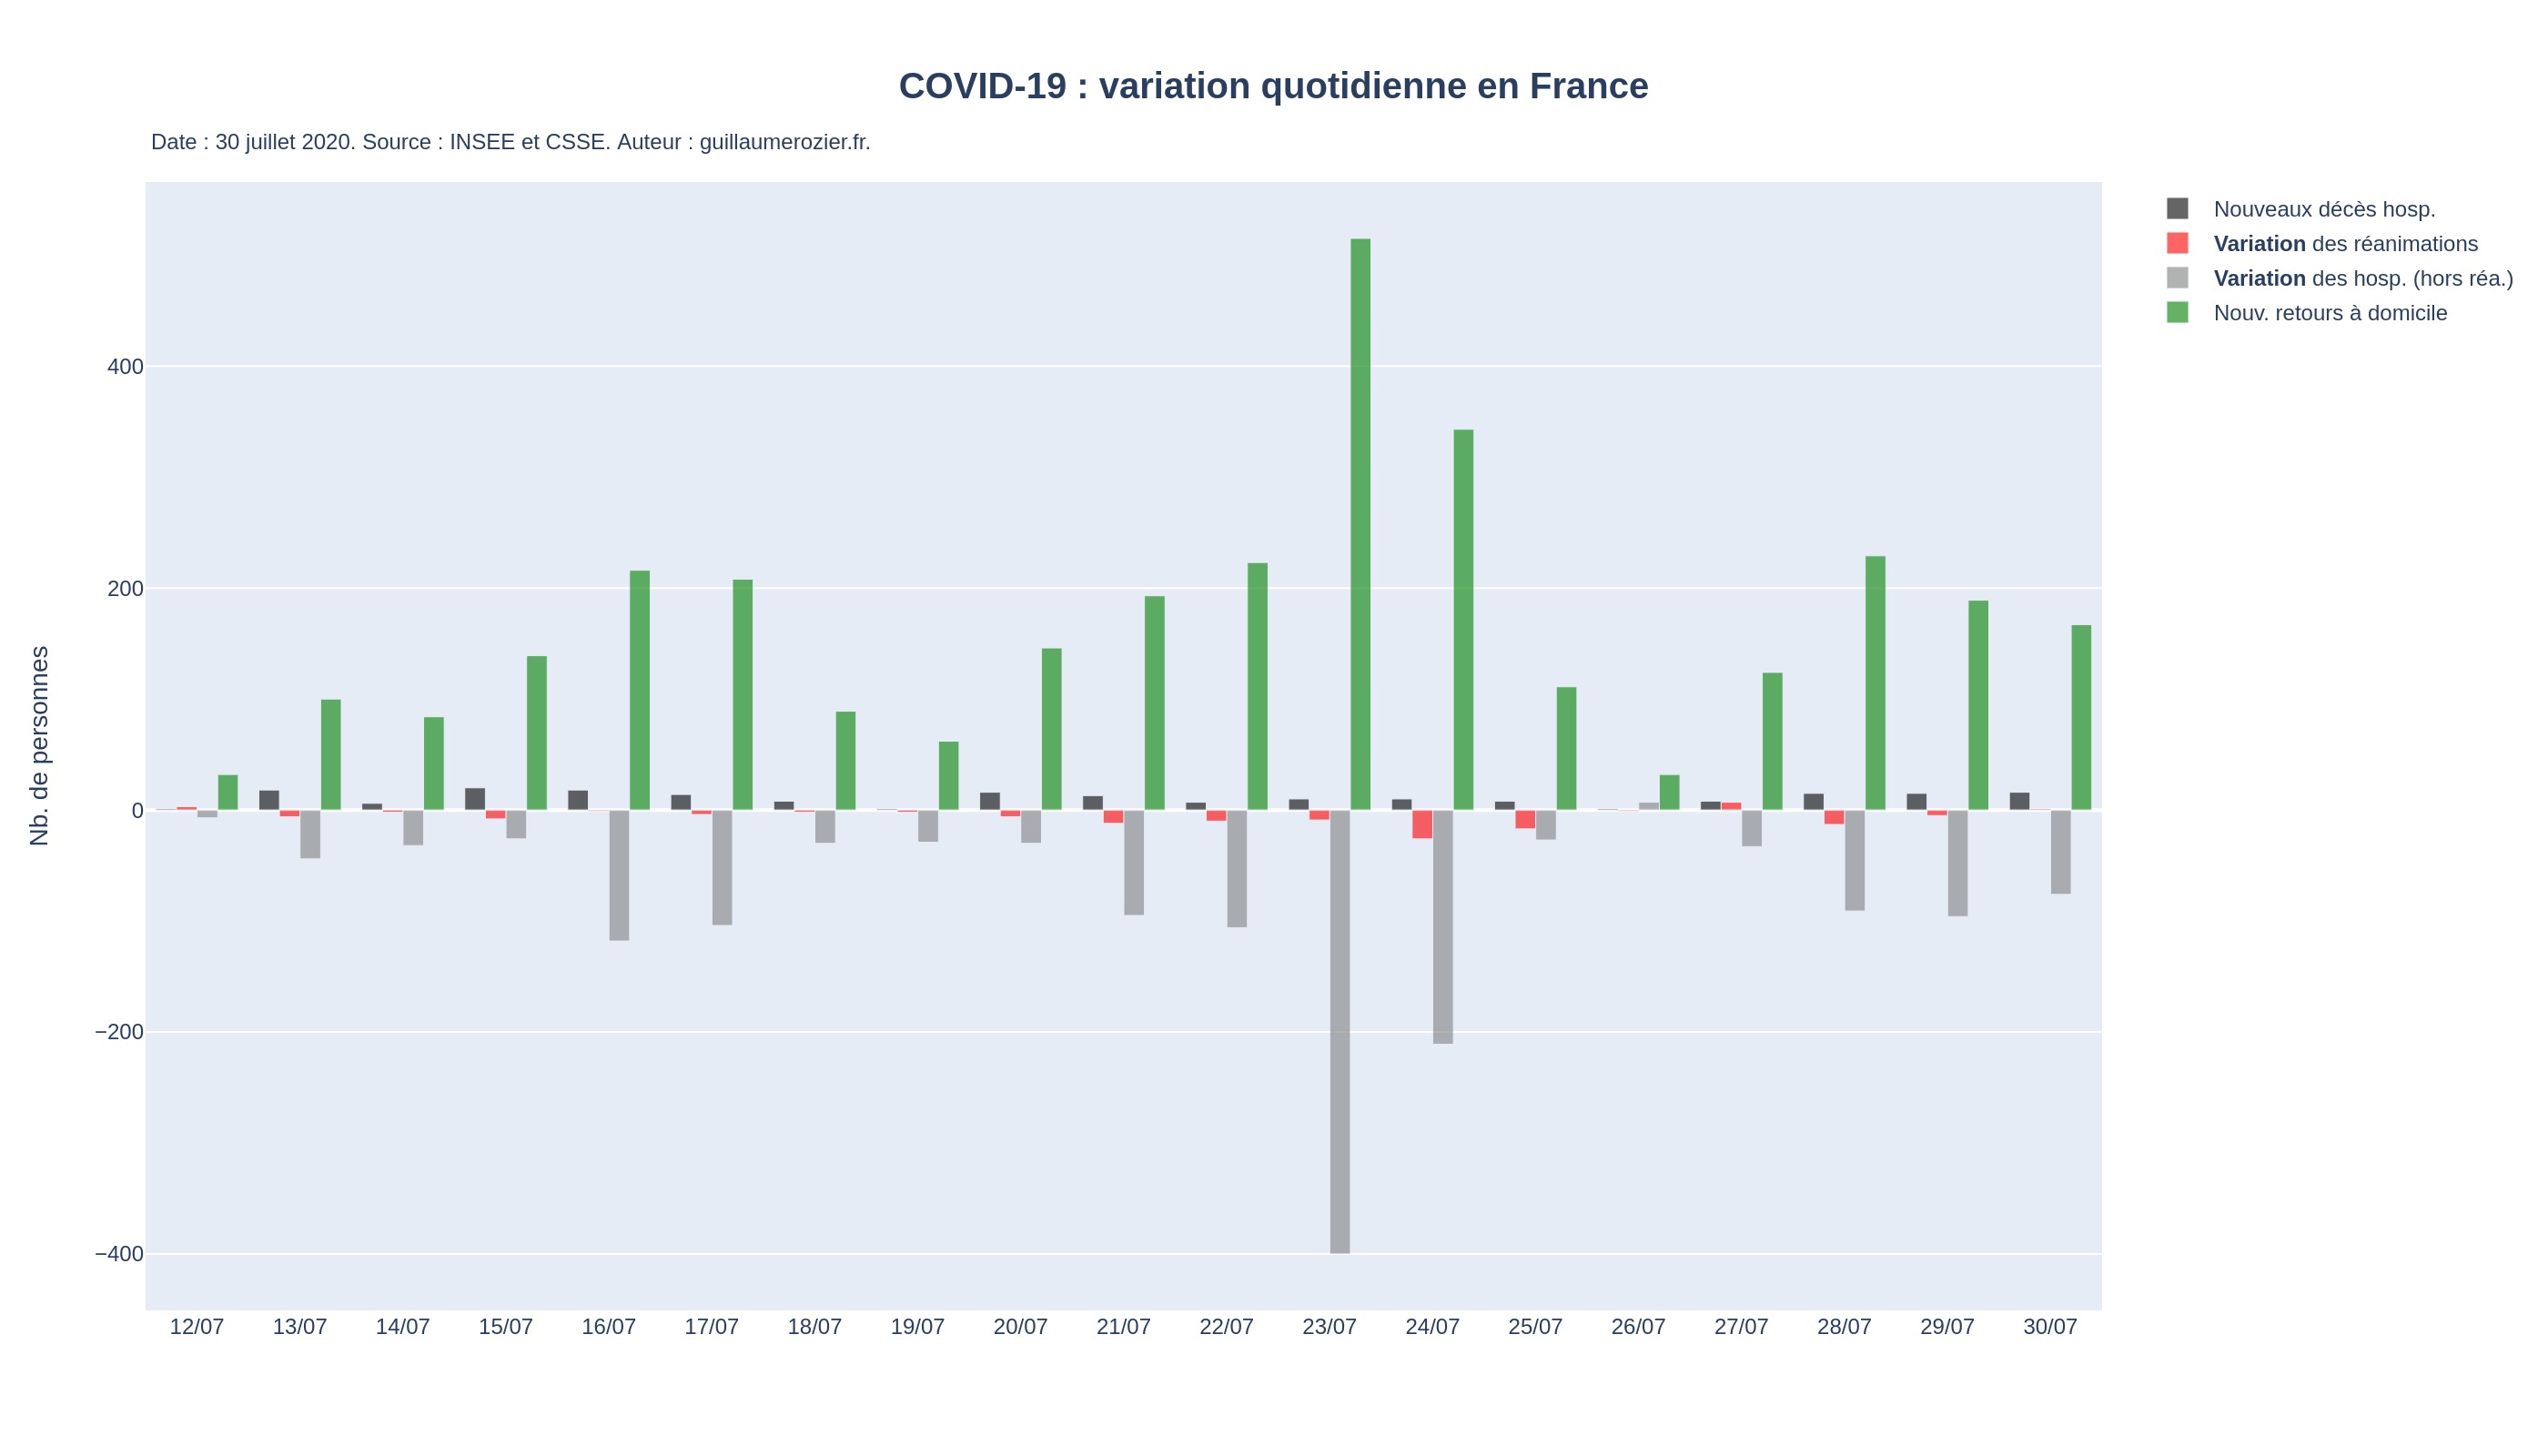 COVID-19 : variation quotidienne en France
Date : 30 juillet 2020. Source : INSEE et CSSE. Auteur : guillaumerozier.fr.
Nouveaux décès hosp.
Variation des réanimations
Variation des hosp. (hors réa.)
Nouv. retours à domicile
Nb. de personnes
400
200
0
−200
−400
12/07 13/07 14/07 15/07 16/07 17/07 18/07 19/07 20/07 21/07 22/07 23/07 24/07 25/07 26/07 27/07 28/07 29/07 30/07